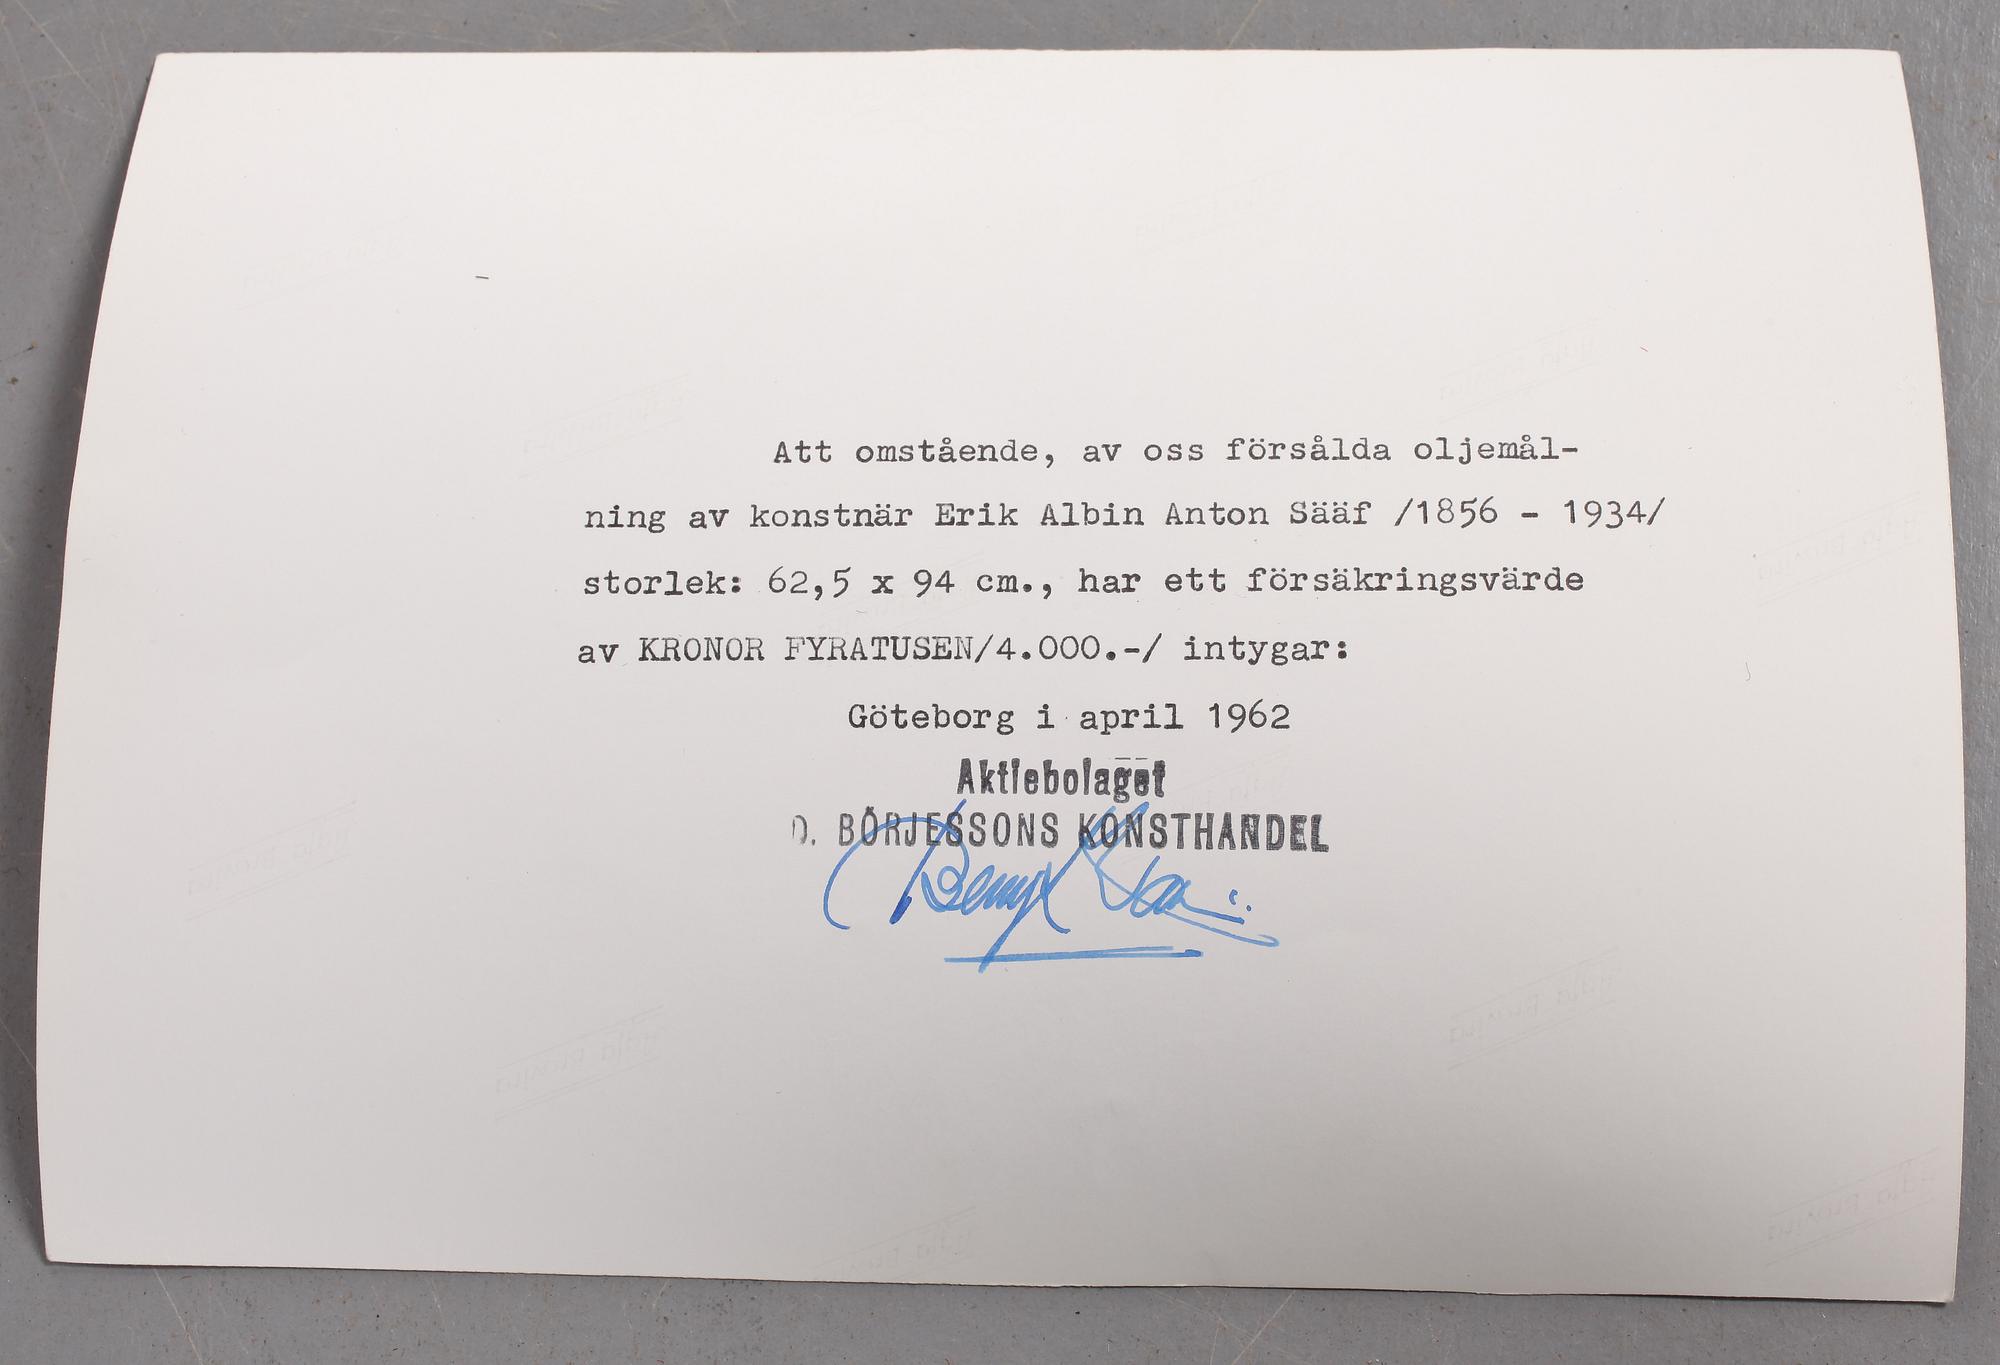 Att omstående, av oss försålda oljemål-
ning av konstnär Erik Albin Anton Sääf /1856 - 1934/
storlek: 62,5 x 94 cm., har ett försäkringsvärde
av KRONOR FYRATUSEN/4.000.-/ intygar:
Göteborg i april 1962
Aktiebolaget
BÖRJESSONS KONSTHANDEL